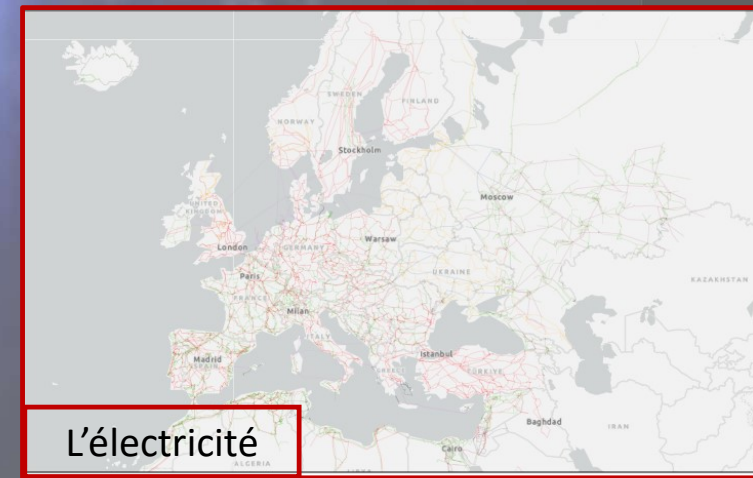 SWEDEN
FINLAND
NORWAY
Stockholm
Moscow
UNITED
KINGDOM
London
GERMANY
Warsaw
Paris
UKRAINE
KAZAKHSTAN
FRANCE
Milan
ITALY
Istanbul
Madrid
SPAIN
TÜRKIYE
Baghdad
IRAN
Cairo
ALGERIA
L’électricité